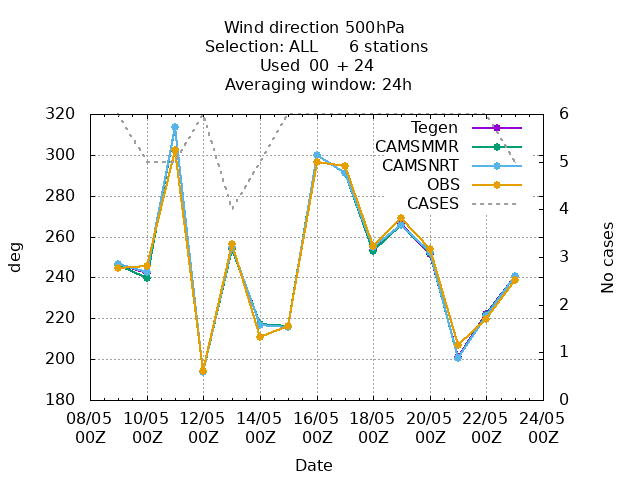 Wind direction 500hPa
Selection: ALL 6 stations
Used 00 + 24
Averaging window: 24h
320
300
280
260
240
220
200
180
deg
6
5
4
3
2
1
0
No cases
Tegen
CAMSMMR
CAMSNRT
OBS
CASES
08/05 10/05 12/05 14/05 16/05 18/05 20/05 22/05 24/05
00Z 00Z 00Z 00Z 00Z 00Z 00Z 00Z 00Z
Date